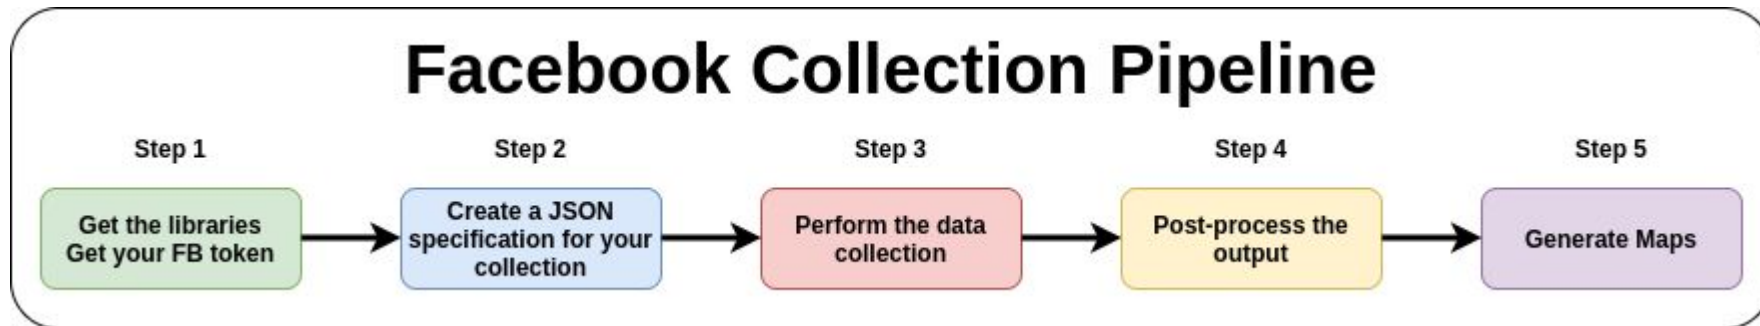 Facebook Collection Pipeline
Step 1
Step 2
Step 3
Step 4
Step 5
Get the libraries
Get your FB token
Create a JSON
specification for your
collection
Perform the data
collection
Post-process the
output
Generate Maps